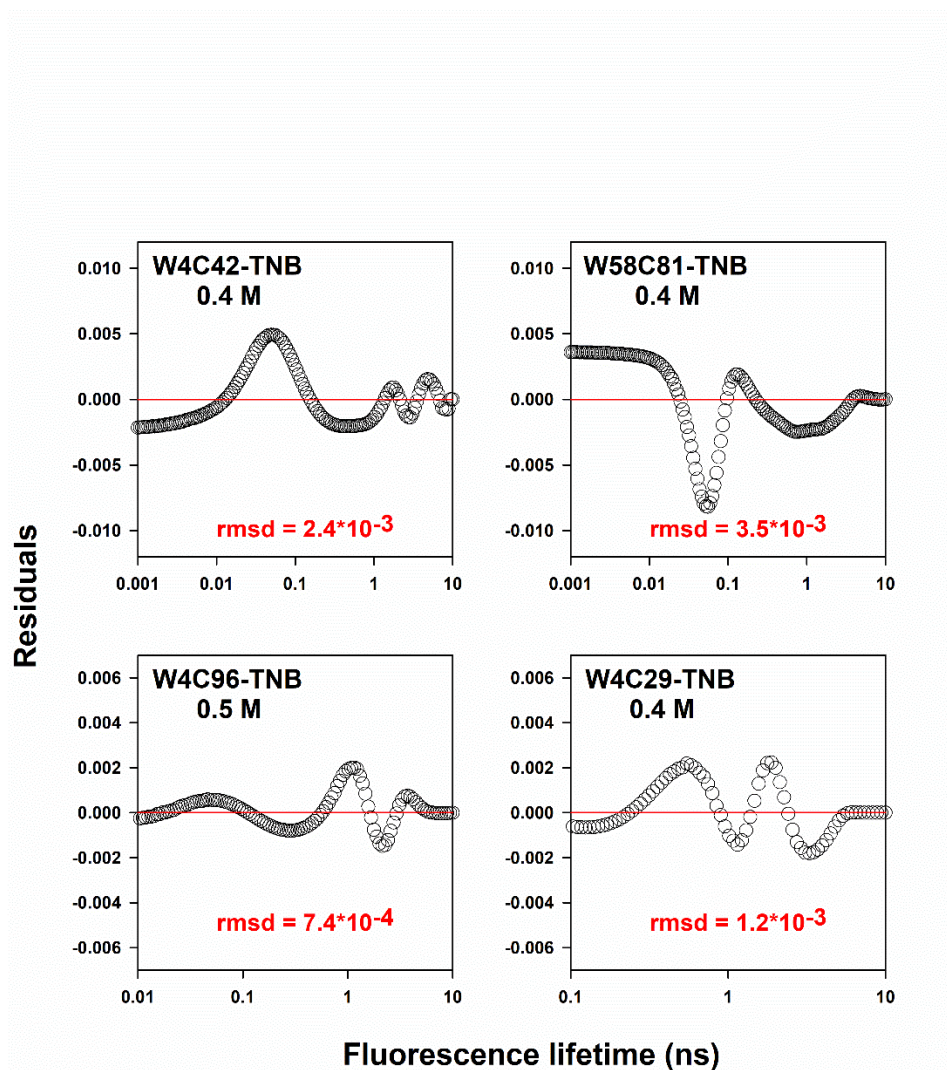 W4C42-TNB
0.4 M
0.010
0.005
0.000
-0.005
-0.010
rmsd = 2.4*10-3
0.001
0.01
0.1
1
10
W58C81-TNB
0.4 M
0.010
0.005
0.000
-0.005
-0.010
rmsd = 3.5*10-3
0.001
0.01
0.1
1
10
Residuals
W4C96-TNB
0.5 M
0.006
0.004
0.002
0.000
-0.002
-0.004
-0.006
rmsd = 7.4*10-4
0.01
0.1
1
10
W4C29-TNB
0.4 M
0.006
0.004
0.002
0.000
-0.002
-0.004
-0.006
rmsd = 1.2*10-3
0.1
1
10
Fluorescence lifetime (ns)